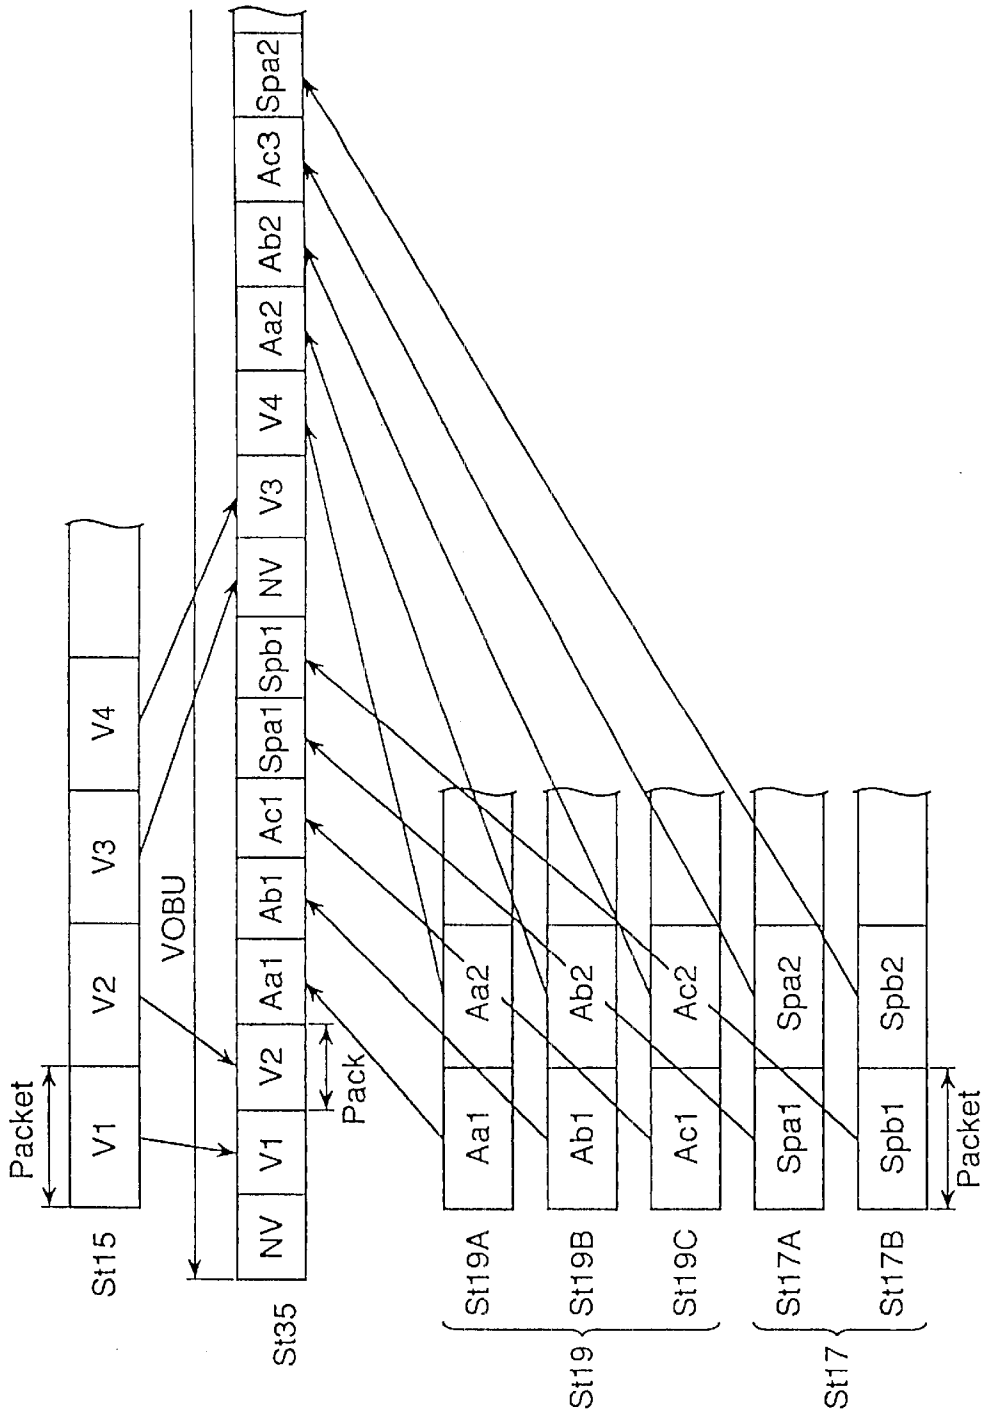 Packet
St15
V1
V2
V3
V4
VOBU
St35
NV
V1
V2
Aa1
Ab1
Ac1
Spa1
Spb1
NV
V3
V4
Aa2
Ab2
Ac3
Spa2
Pack
St19
St19A
Aa1
Aa2
St19B
Ab1
Ab2
St19C
Ac1
Ac2
St17
St17A
Spa1
Spa2
St17B
Spb1
Spb2
Packet